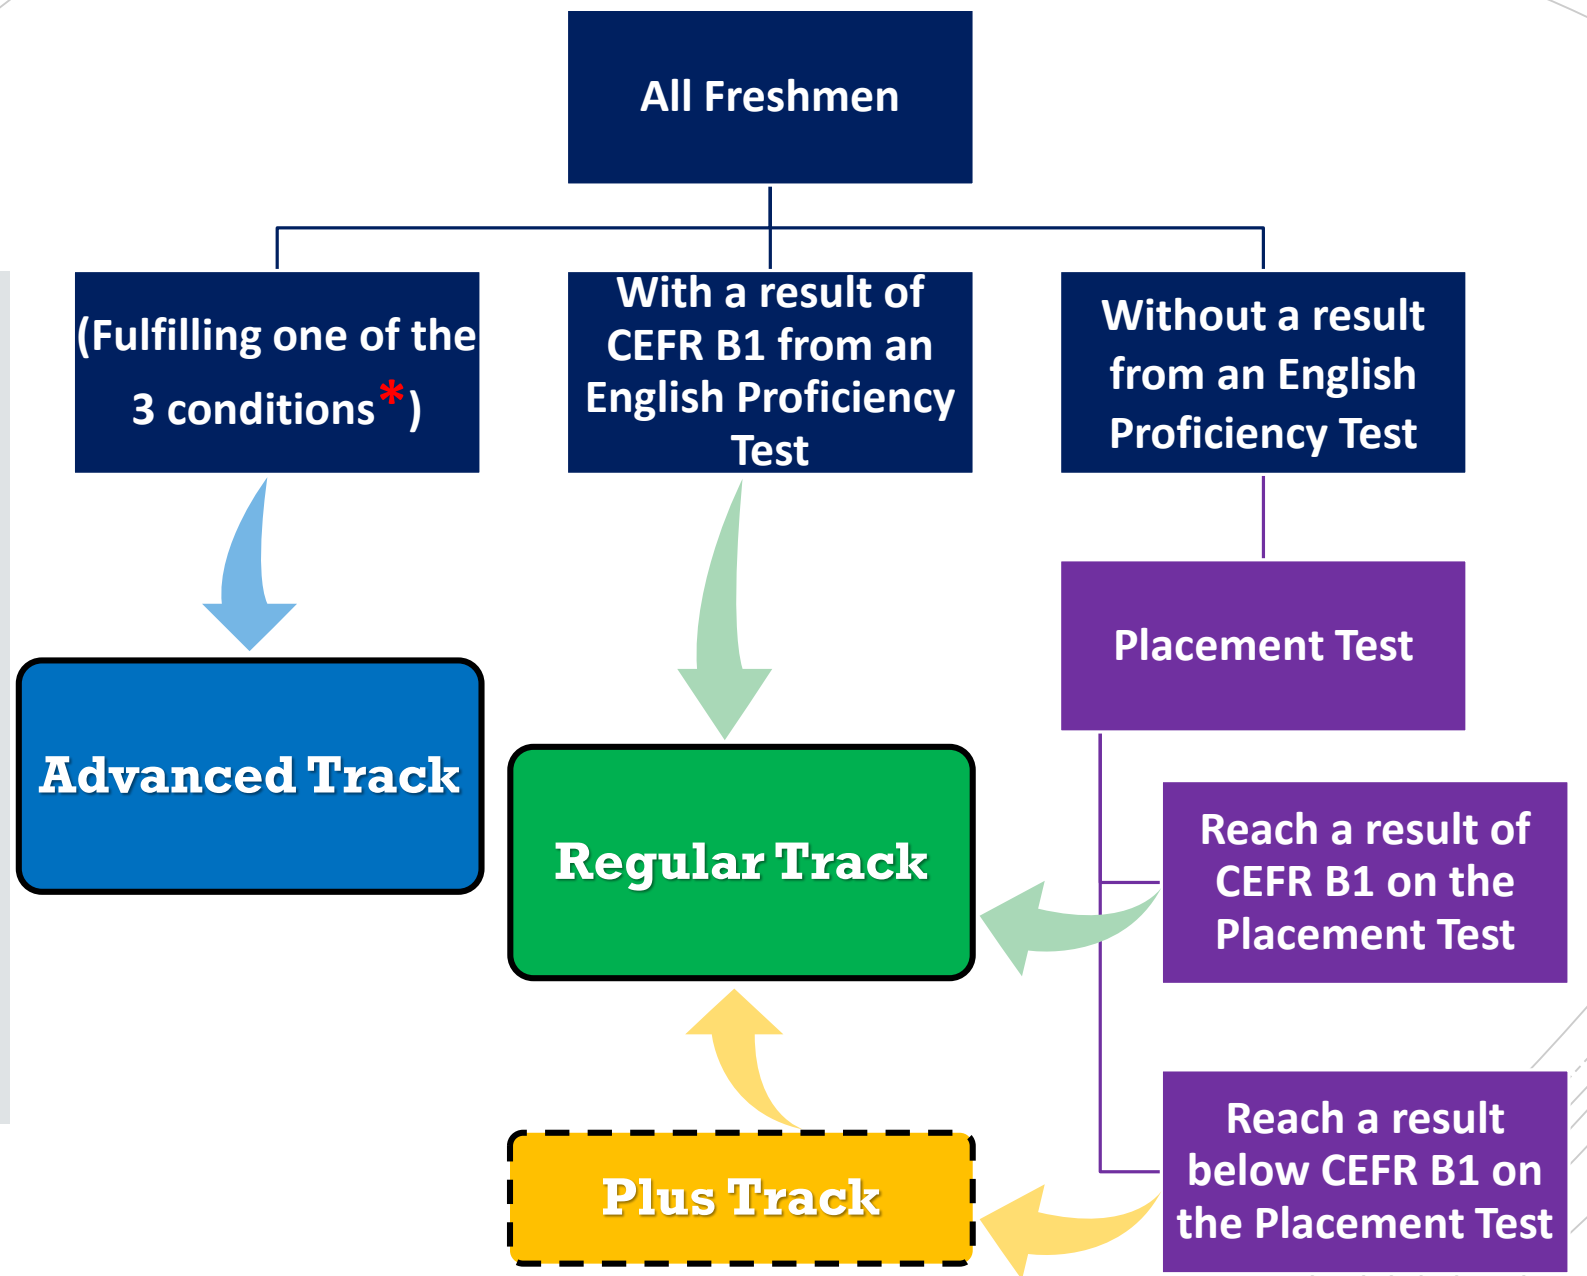 All Freshmen
(Fulfilling one of the
3 conditions*)
With a result of
CEFR B1 from an
English Proficiency
Test
Without a result
from an English
Proficiency Test
Placement Test
Advanced Track
Regular Track
Reach a result of
CEFR B1 on the
Placement Test
Plus Track
Reach a result
below CEFR B1 on
the Placement Test